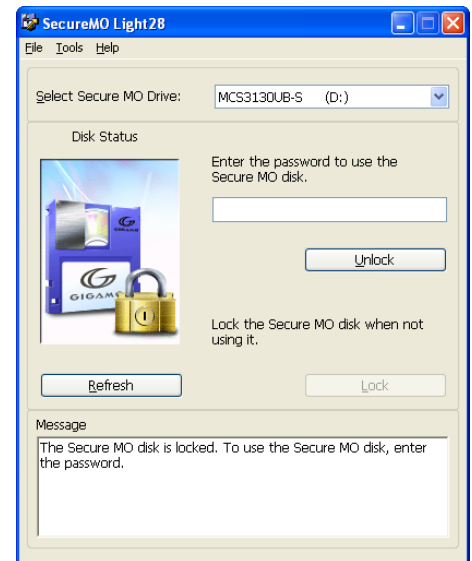 SecureMO Light28
File Tools Help
Select Secure MO Drive:
MCS3130UB-S (D:)
Disk Status
Enter the password to use the
Secure MO disk.
Unlock
Lock the Secure MO disk when not
using it.
Refresh
Lock
Message
The Secure MO disk is locked. To use the Secure MO disk, enter
the password.